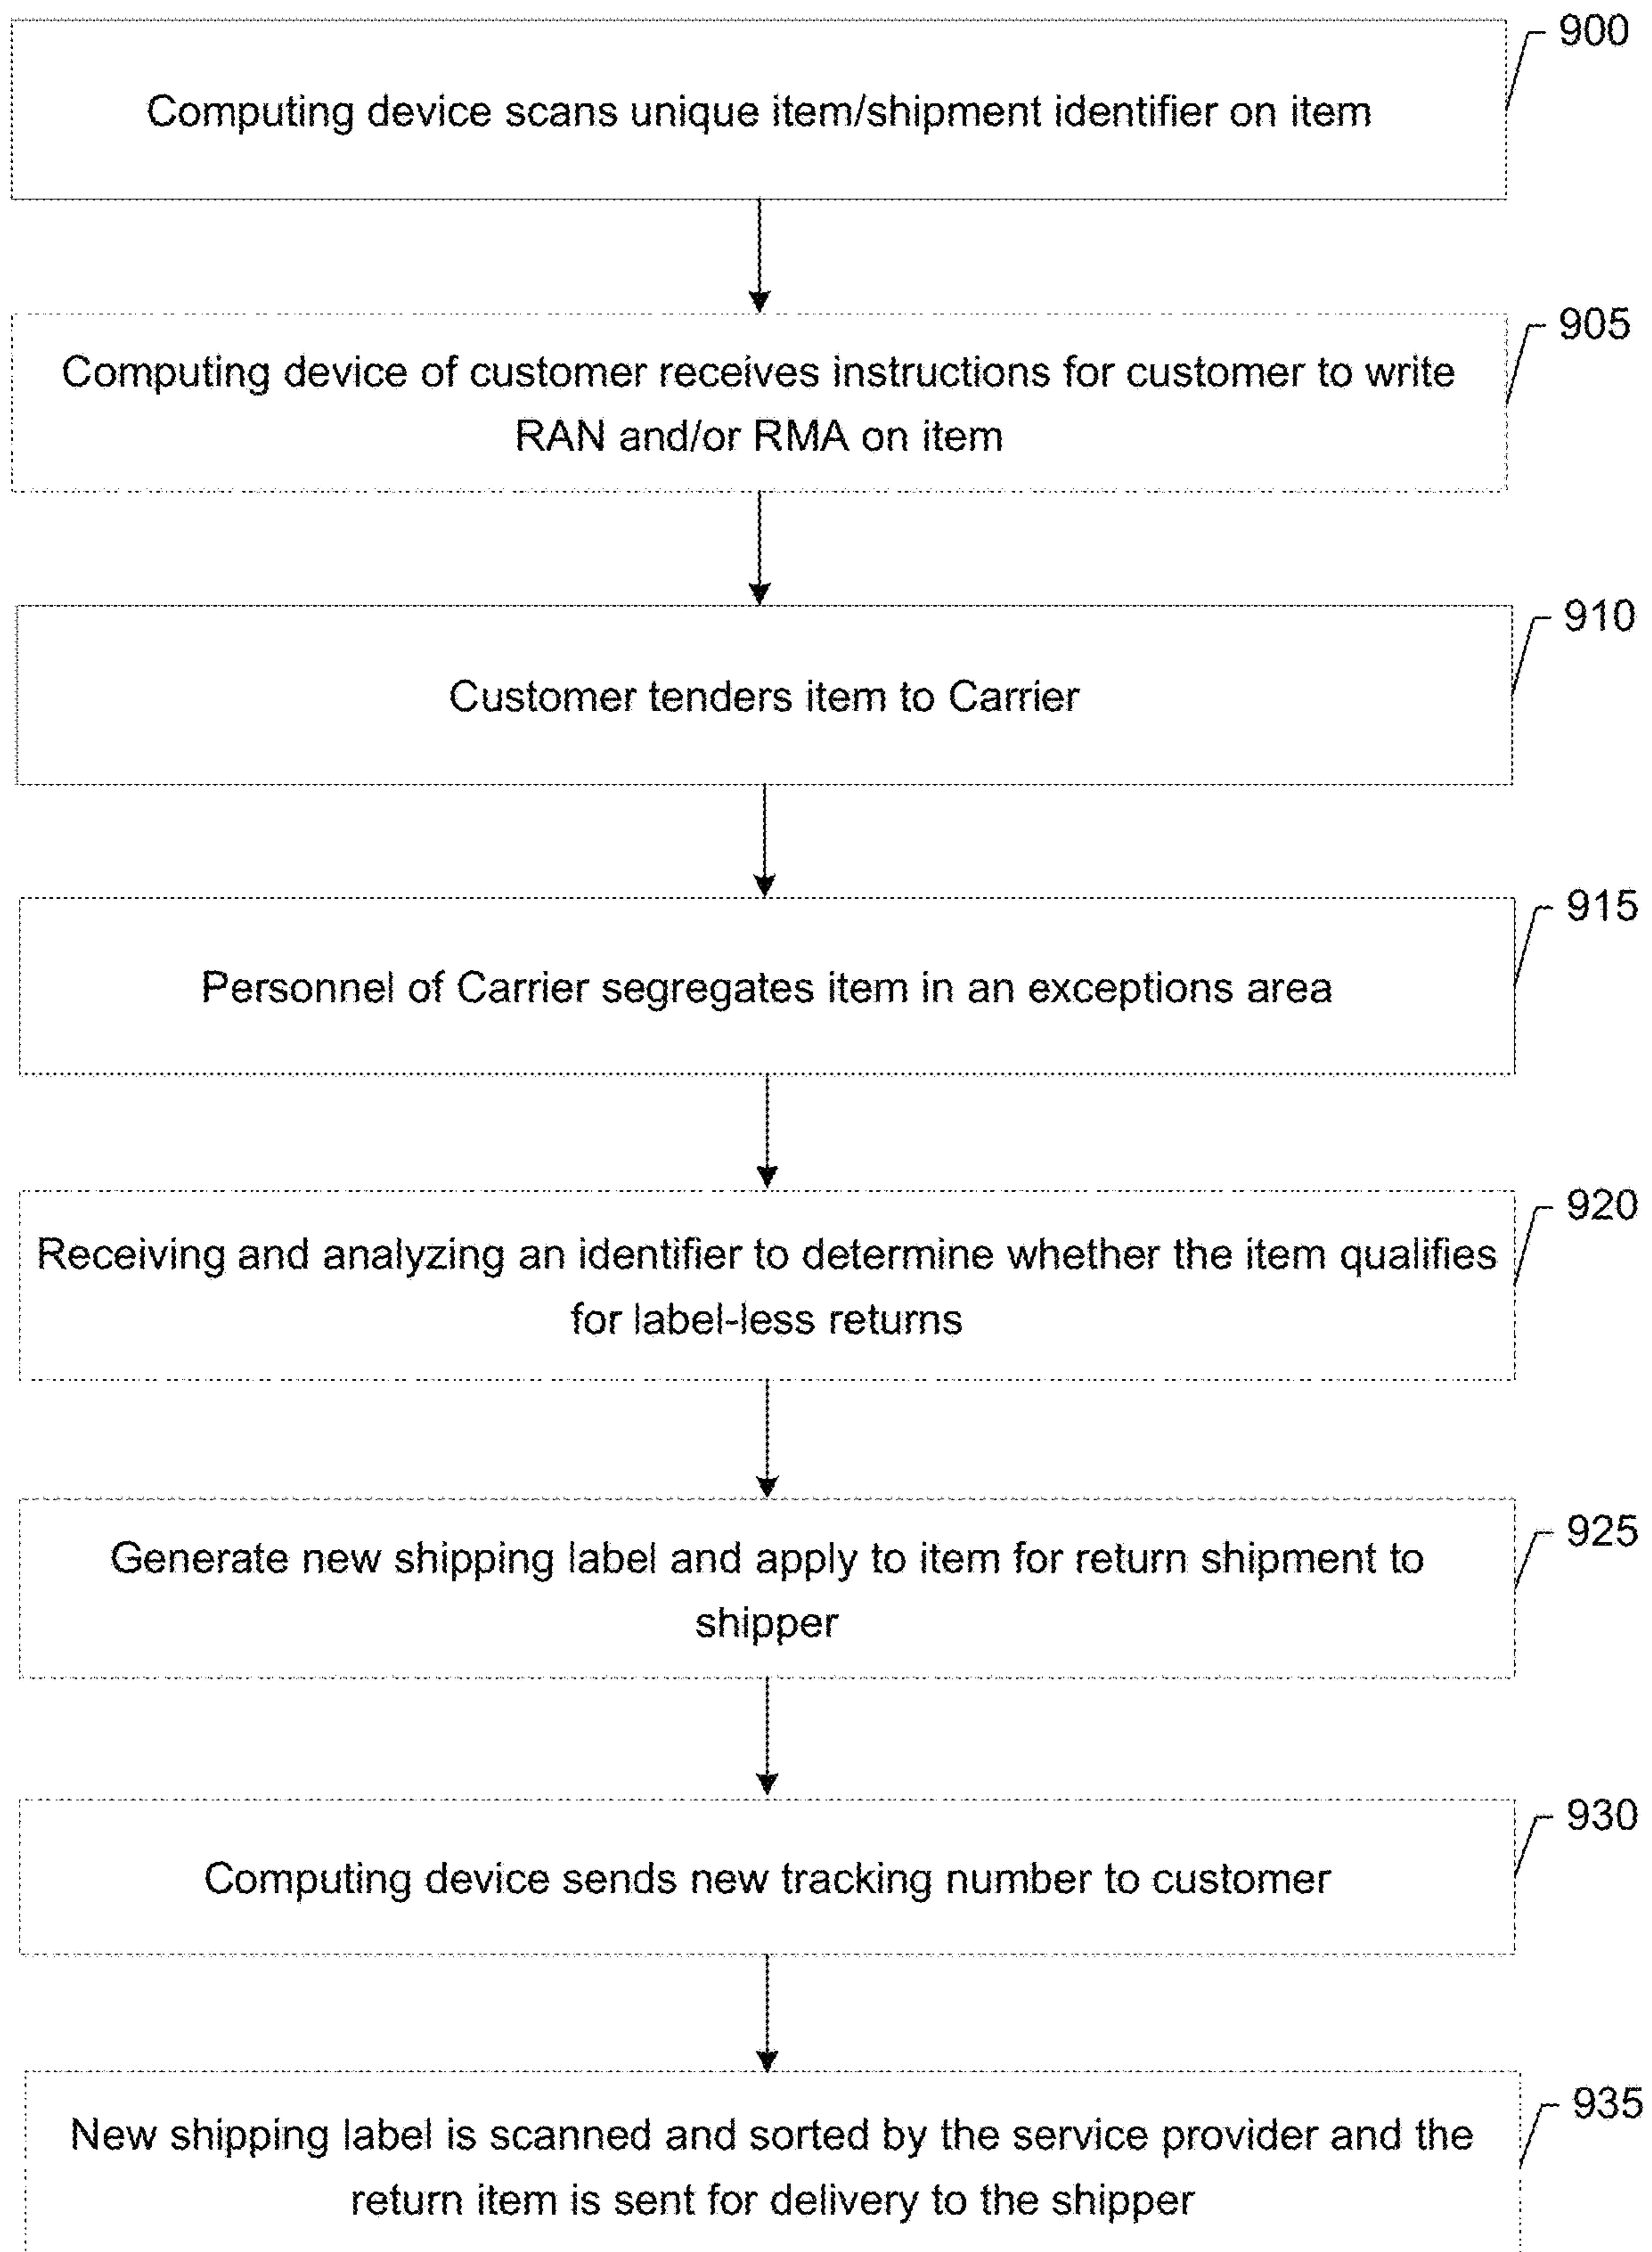 900
Computing device scans unique item/shipment identifier on item
905
Computing device of customer receives instructions for customer to write
RAN and/or RMA on item
910
Customer tenders item to Carrier
915
Personnel of Carrier segregates item in an exceptions area
920
Receiving and analyzing an identifier to determine whether the item qualifies
for label-less returns
925
Generate new shipping label and apply to item for return shipment to
shipper
930
Computing device sends new tracking number to customer
935
New shipping label is scanned and sorted by the service provider and the
return item is sent for delivery to the shipper